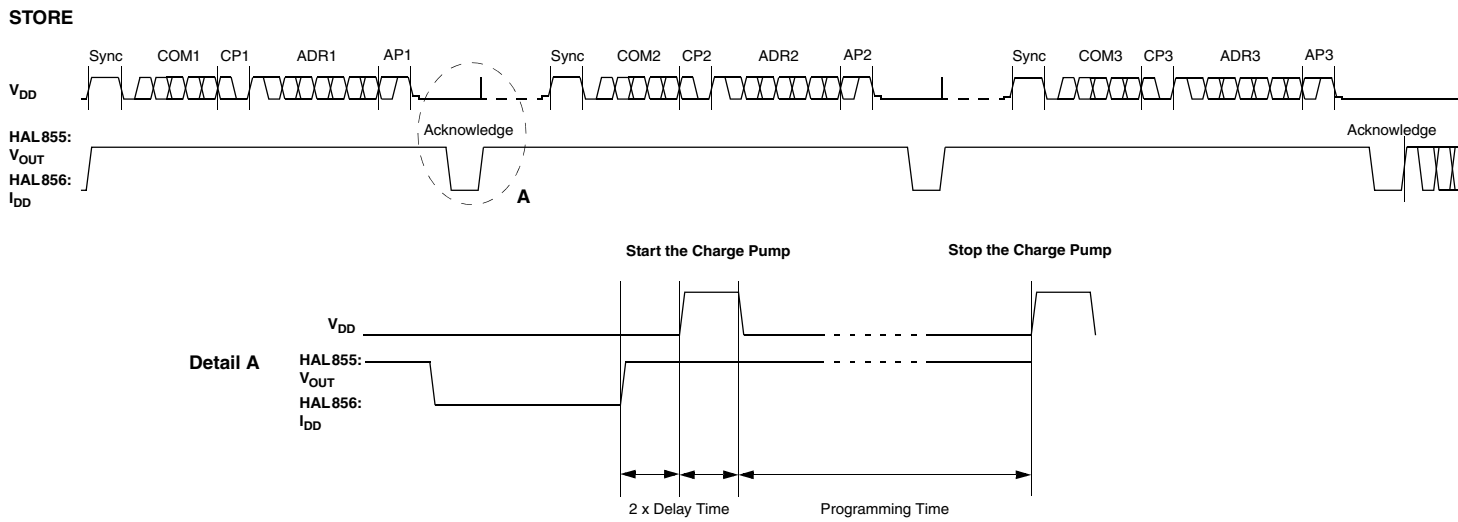 STORE
Sync COM1 CP1 ADR1 AP1 Sync COM2 CP2 ADR2 AP2 Sync COM3 CP3 ADR3 AP3
VDD
Acknowledge Acknowledge
HAL855:
VOUT
HAL856:
IDD
A
Start the Charge Pump Stop the Charge Pump
VDD
Detail A
HAL855:
VOUT
HAL856:
IDD
2 x Delay Time Programming Time